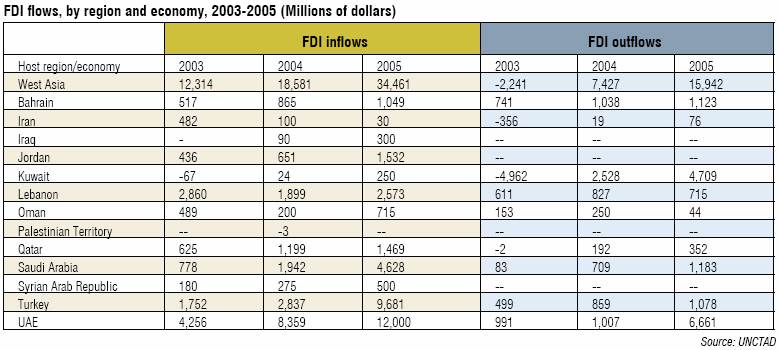 FDI flows, by region and economy, 2003-2005 (Millions of dollars)
FDI inflows FDI outflows
Host region/economy 2003 2004 2005 2003 2004 2005
West Asia 12,314 18,581 34,461 -2,241 7,427 15,942
Bahrain 517 865 1,049 741 1,038 1,123
Iran 482 100 30 -356 19 76
Iraq - 90 300 -- -- --
Jordan 436 651 1,532 -- -- --
Kuwait -67 24 250 -4,962 2,528 4,709
Lebanon 2,860 1,899 2,573 611 827 715
Oman 489 200 715 153 250 44
Palestinian Territory -- -3 -- -- -- --
Qatar 625 1,199 1,469 -2 192 352
Saudi Arabia 778 1,942 4,628 83 709 1,183
Syrian Arab Republic 180 275 500 -- -- --
Turkey 1,752 2,837 9,681 499 859 1,078
UAE 4,256 8,359 12,000 991 1,007 6,661
Source: UNCTAD